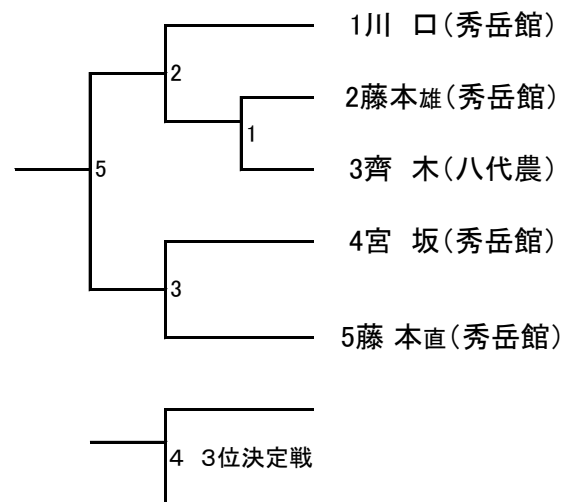 1川 口(秀岳館)
2
2藤本雄(秀岳館)
1
5
3齊 木(八代農)
4宮 坂(秀岳館)
3
5藤 本直(秀岳館)
4 3位決定戦